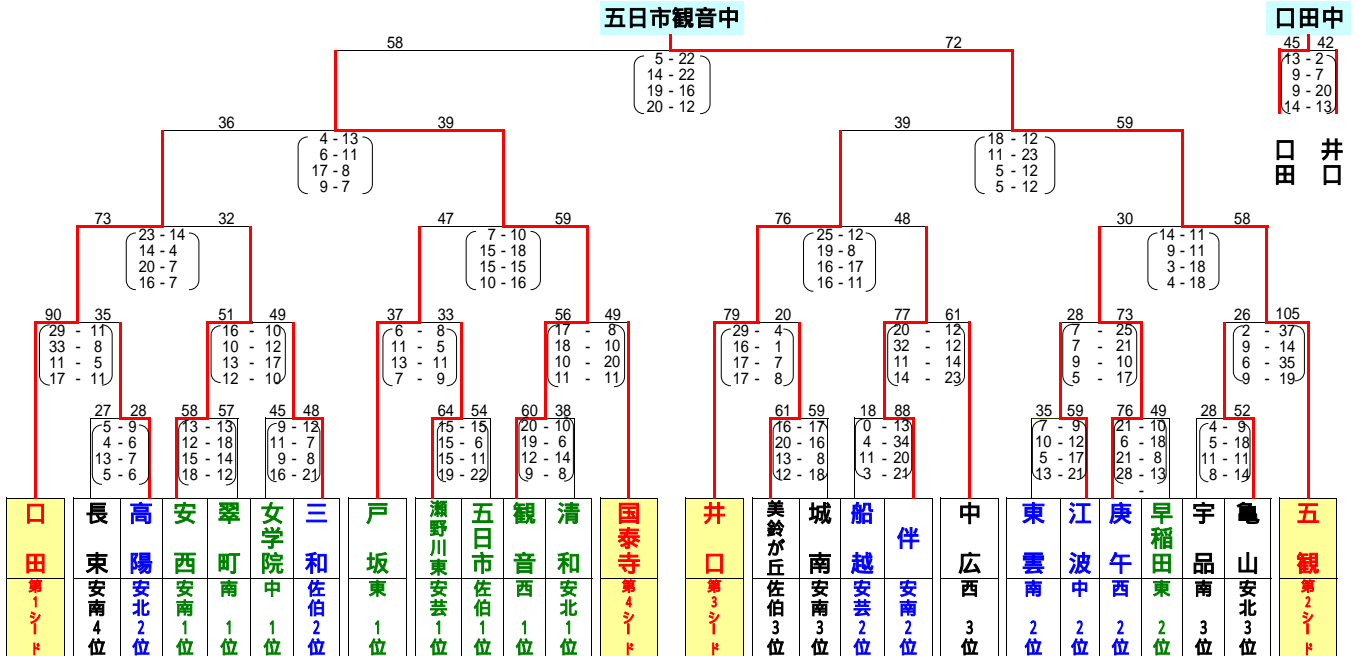 五日市観音中 口田中
58 72 45 42
5 - 22
14 - 22
19 - 16
20 - 12
13 - 2
9 - 7
9 - 20
14 - 13
口田 井口
36 39
4 - 13
6 - 11
17 - 8
9 - 7
39 59
18 - 12
11 - 23
5 - 12
5 - 12
73 32
23 - 14
14 - 4
20 - 7
16 - 7
47 59
7 - 10
15 - 18
15 - 15
10 - 16
76 48
25 - 12
19 - 8
16 - 17
16 - 11
30 58
14 - 11
9 - 11
3 - 18
4 - 18
90 35
29 - 11
33 - 8
11 - 5
17 - 11
51 49
16 - 10
10 - 12
13 - 17
12 - 10
37 33
6 - 8
11 - 5
13 - 11
7 - 9
56 49
17 - 8
18 - 10
10 - 20
11 - 11
79 20
29 - 4
16 - 1
17 - 7
17 - 8
77 61
20 - 12
32 - 12
11 - 14
14 - 23
28 73
7 - 25
7 - 21
9 - 10
5 - 17
26 105
2 - 37
9 - 14
6 - 35
9 - 19
27 28
5 - 9
4 - 6
13 - 7
5 - 6
58 57
13 - 13
12 - 18
15 - 14
18 - 12
45 48
9 - 12
11 - 7
9 - 8
16 - 21
64 54
15 - 15
15 - 6
15 - 11
19 - 22
60 38
20 - 10
19 - 6
12 - 14
9 - 8
61 59
16 - 17
20 - 16
13 - 8
12 - 18
18 88
0 - 13
4 - 34
11 - 20
3 - 21
35 59
7 - 9
10 - 12
5 - 17
13 - 21
76 49
21 - 10
6 - 18
21 - 8
28 - 13
-
28 52
4 - 9
5 - 18
11 - 11
8 - 14
口田 第1シード
長束 安南4位
高陽 安北2位
安西 安南1位
翠町 南1位
女学院 中1位
三和 佐伯2位
戸坂 東1位
瀬野川東 安芸1位
五日市 佐伯1位
観音 西1位
清和 安北1位
国泰寺 第4シード
井口 第3シード
美鈴が丘 佐伯3位
城南 安南3位
船越 安芸2位
伴 安南2位
中広 西3位
東雲 南2位
江波 中2位
庚午 西2位
早稲田 東2位
宇品 南3位
亀山 安北3位
五観 第2シード